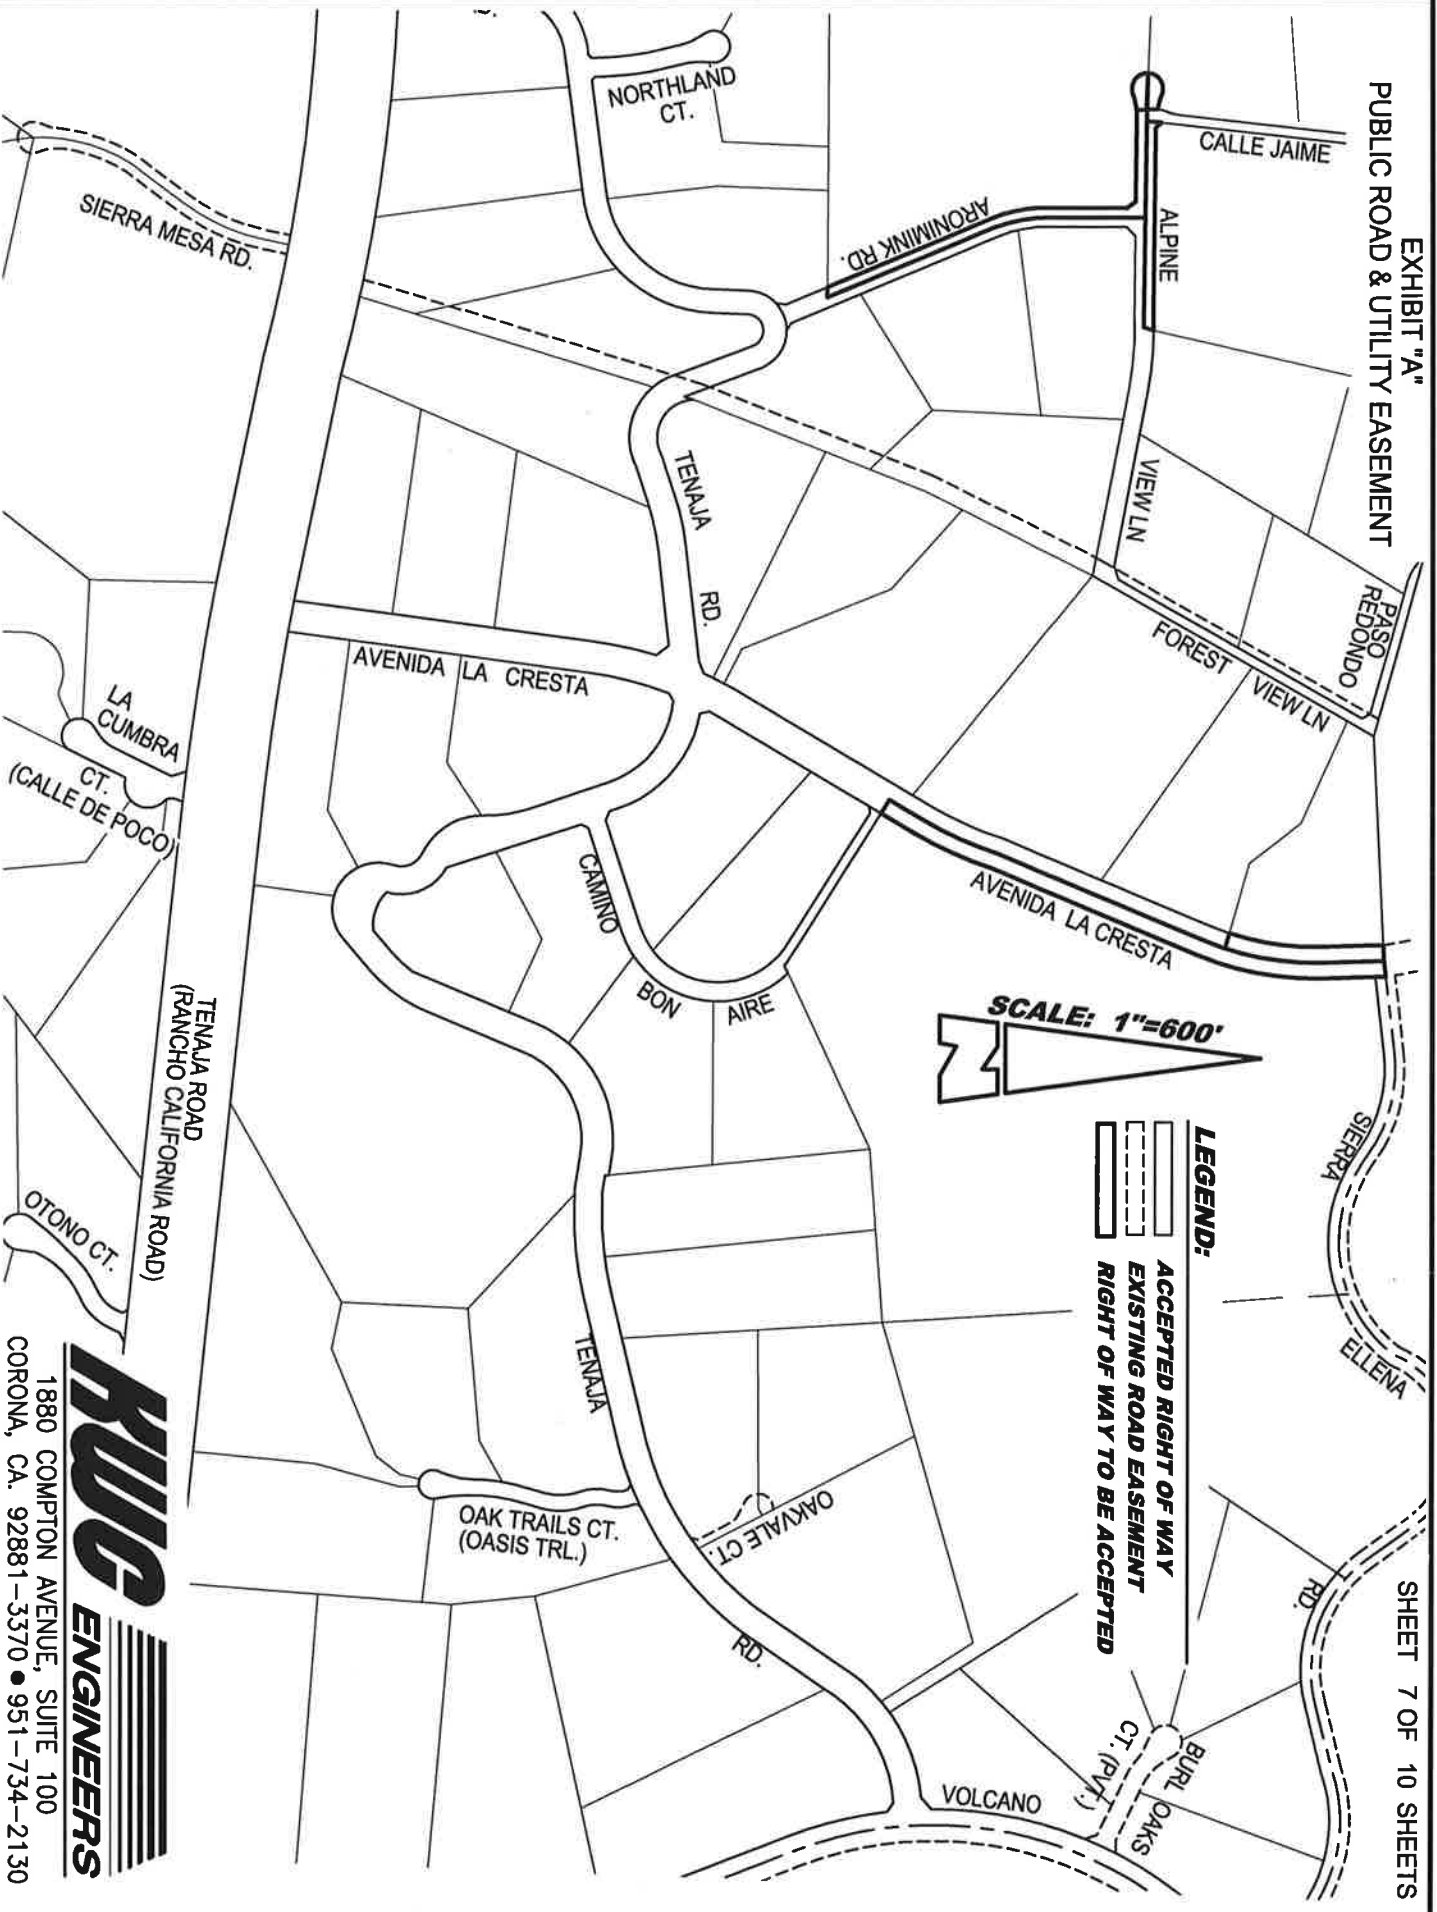 EXHIBIT "A"
PUBLIC ROAD & UTILITY EASEMENT
SHEET 7 OF 10 SHEETS
CALLE JAIME
ALPINE
VIEW LN
PASO
REDONDO
FOREST VIEW LN
ARONIMINK RD.
NORTHLAND
CT.
SIERRA MESA RD.
TENAJA
RD.
AVENIDA LA CRESTA
AVENIDA LA CRESTA
LA
CUMBRA
CT.
(CALLE DE POCO)
CAMINO
BON
AIRE
SCALE: 1"=600'
N
LEGEND:
ACCEPTED RIGHT OF WAY
EXISTING ROAD EASEMENT
RIGHT OF WAY TO BE ACCEPTED
SIERRA
ELLENA
RD.
TENAJA ROAD
(RANCHO CALIFORNIA ROAD)
OTONO CT.
TENAJA
RD.
OAK TRAILS CT.
(OASIS TRL.)
OAKVALE CT.
VOLCANO
BURL OAKS
CT. (PVT.)
KWC ENGINEERS
1880 COMPTON AVENUE, SUITE 100
CORONA, CA. 92881-3370 ● 951-734-2130